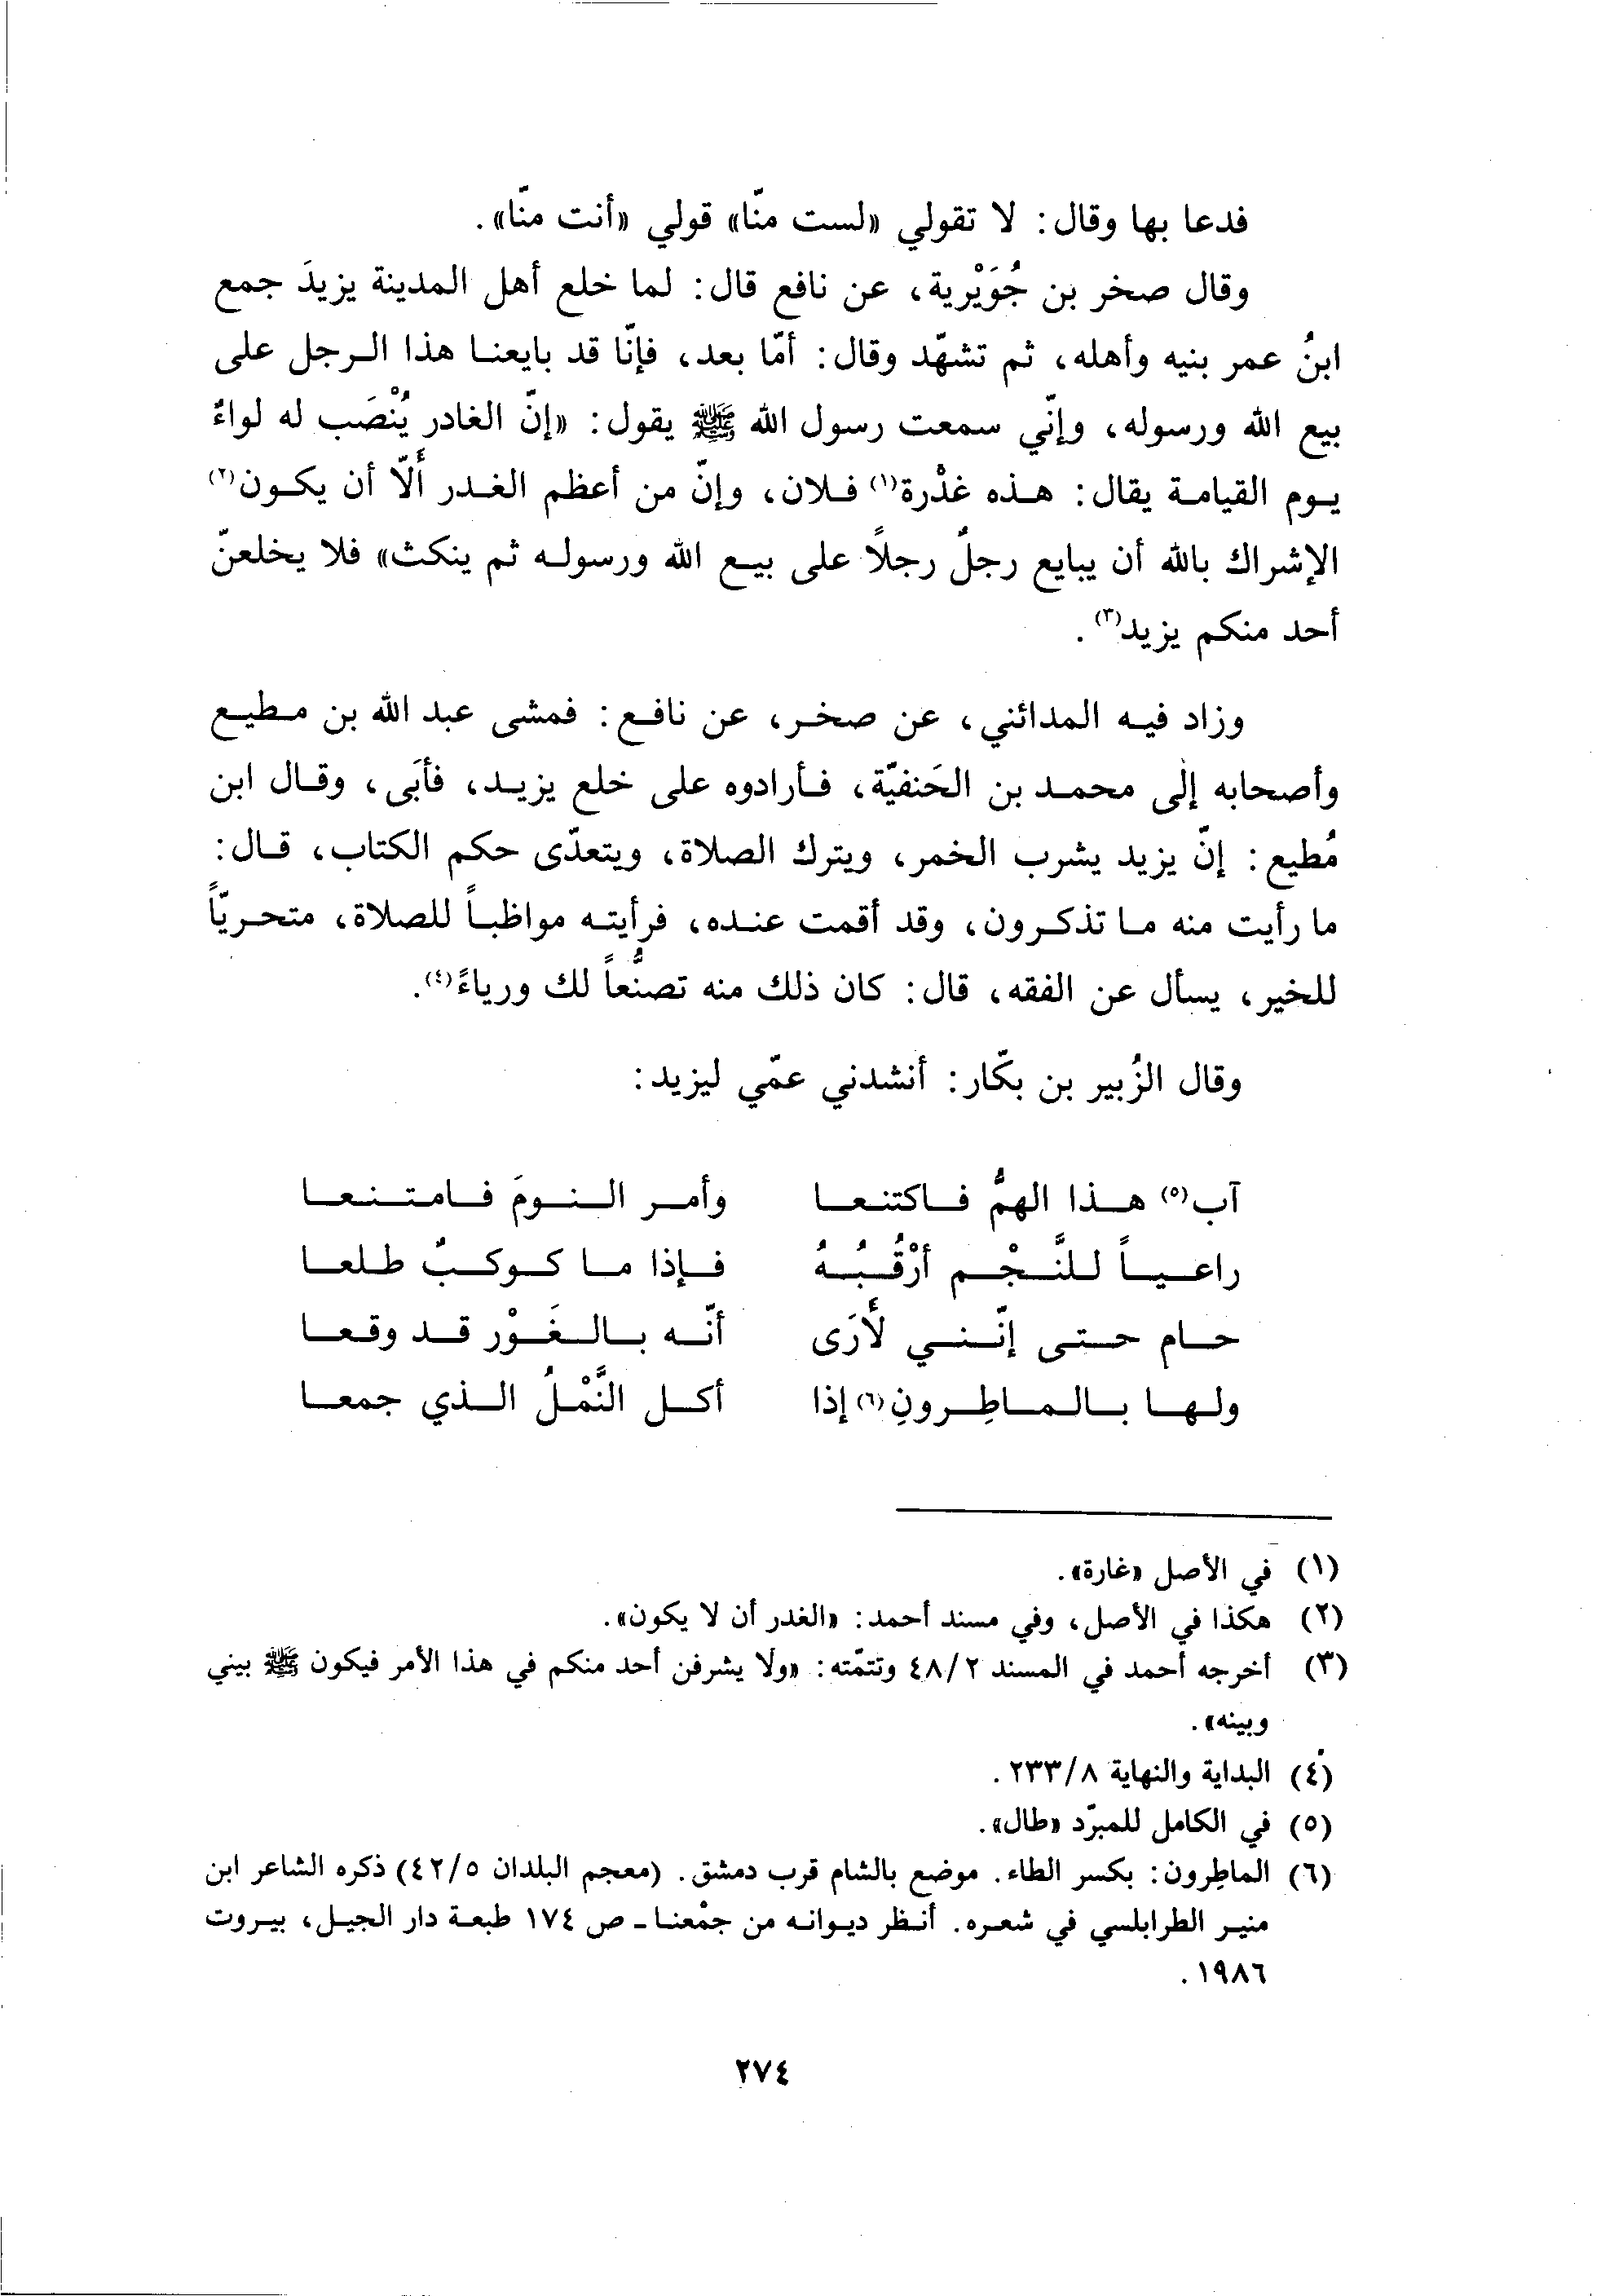 فدعا بها وقال: لا تقولي «لست منّا» قولي «أنت منّا».
وقال صخر بن جُوَيْرية، عن نافع قال: لما خلع أهل المدينة يزيدَ جمع
ابنُ عمر بنيه وأهله، ثم تشهّد وقال: أمّا بعد، فإنّا قد بايعنا هذا الرجل على
بيع الله ورسوله، وإنّي سمعت رسول الله ﷺ يقول: «إنّ الغادر يُنْصَب له لواءٌ
يوم القيامة يقال: هذه غدْرة(١) فلان، وإنّ من أعظم الغدر ألّا أن يكون(٢)
الإشراك بالله أن يبايع رجلٌ رجلاً على بيع الله ورسوله ثم ينكث» فلا يخلعنّ
أحد منكم يزيد(٣).
وزاد فيه المدائني، عن صخر، عن نافع: فمشى عبد الله بن مطيع
وأصحابه إلى محمد بن الحَنفيّة، فأرادوه على خلع يزيد، فأبَى، وقال ابن
مُطيع: إنّ يزيد يشرب الخمر، ويترك الصلاة، ويتعدّى حكم الكتاب، قال:
ما رأيت منه ما تذكرون، وقد أقمت عنده، فرأيته مواظباً للصلاة، متحريّاً
للخير، يسأل عن الفقه، قال: كان ذلك منه تصنُّعاً لك ورياءً(٤).
وقال الزُبير بن بكّار: أنشدني عمّي ليزيد:
آب(٥) هذا الهمُّ فاكتنعا وأمر النومَ فامتنعا
راعياً للنَّجْم أرْقُبُهُ فإذا ما كوكبٌ طلعا
حام حتى إنّني لأَرَى أنّه بالغَوْر قد وقعا
ولها بالماطِرونِ(٦) إذا أكل النَّمْلُ الذي جمعا
(١) في الأصل «غارة».
(٢) هكذا في الأصل، وفي مسند أحمد: «الغدر أن لا يكون».
(٣) أخرجه أحمد في المسند ٤٨/٢ وتتمّته: «ولا يشرفن أحد منكم في هذا الأمر فيكون ﷺ بيني
وبينه».
(٤) البداية والنهاية ٢٣٣/٨.
(٥) في الكامل للمبرّد «طال».
(٦) الماطِرون: بكسر الطاء. موضع بالشام قرب دمشق. (معجم البلدان ٤٢/٥) ذكره الشاعر ابن
منير الطرابلسي في شعره. أنظر ديوانه من جمْعنا ـ ص ١٧٤ طبعة دار الجيل، بيروت
١٩٨٦.
٢٧٤